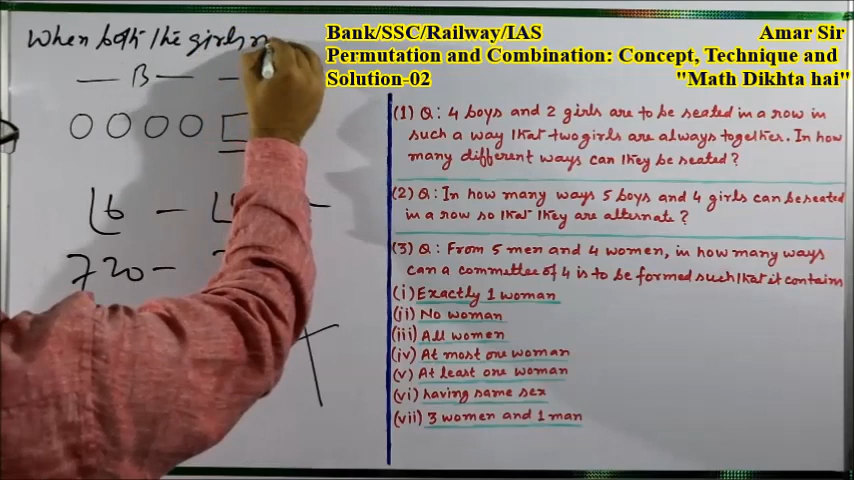 Bank/SSC/Railway/IAS Amar Sir
Permutation and Combination: Concept, Technique and
Solution-02 "Math Dikhta hai"
When both the girls
B
6 -
720-
(1) Q: 4 boys and 2 girls are to be seated in a row in
such a way that two girls are always together. In how
many different ways can they be seated?
(2) Q: In how many ways 5 boys and 4 girls can be seated
in a row so that they are alternate?
(3) Q: From 5 men and 4 women, in how many ways
can a committee of 4 is to be formed such that it contains
(i) Exactly 1 woman
(ii) No woman
(iii) All women
(iv) At most one woman
(v) At least one woman
(vi) having same sex
(vii) 3 women and 1 man